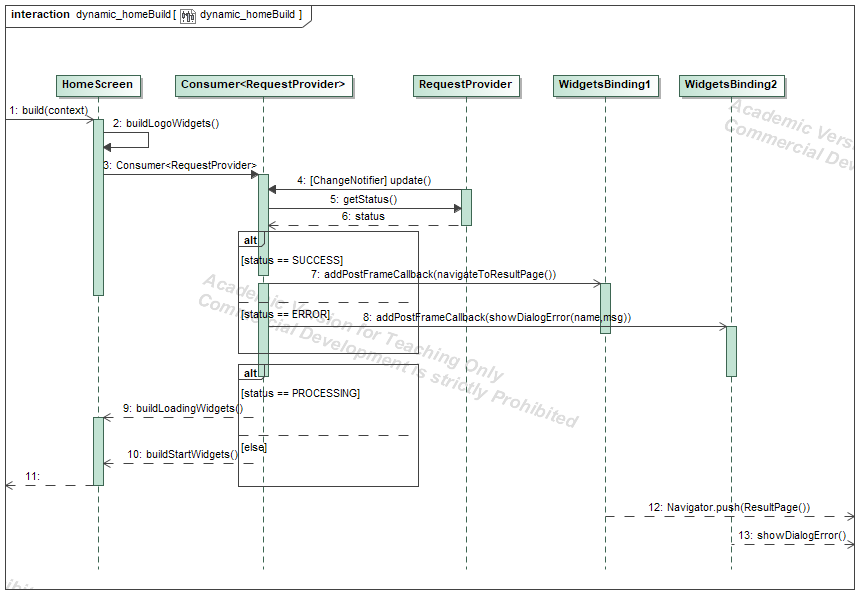 interaction dynamic_homeBuild [ dynamic_homeBuild ]
HomeScreen
Consumer<RequestProvider>
RequestProvider
WidgetsBinding1
WidgetsBinding2
1: build(context)
2: buildLogoWidgets()
3: Consumer<RequestProvider>
4: [ChangeNotifier] update()
5: getStatus()
6: status
alt
[status == SUCCESS]
7: addPostFrameCallback(navigateToResultPage())
[status == ERROR]
8: addPostFrameCallback(showDialogError(name,msg))
alt
[status == PROCESSING]
9: buildLoadingWidgets()
[else]
10: buildStartWidgets()
11:
12: Navigator.push(ResultPage())
13: showDialogError()
Academic Version for Teaching Only
Commercial Development is strictly Prohibited
Academic
Commercial